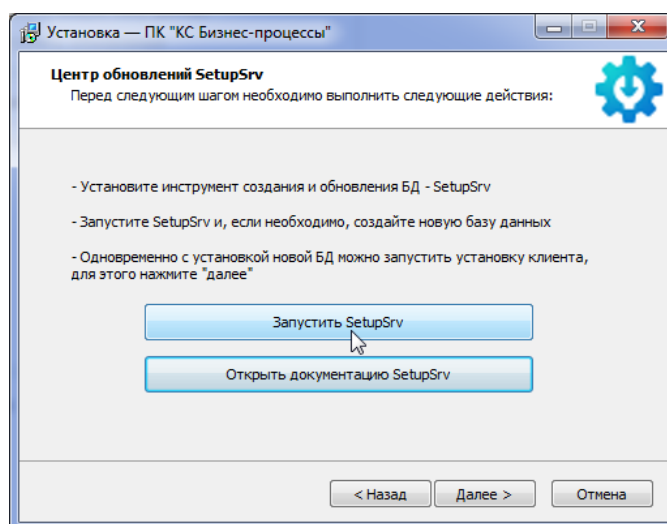 Установка — ПК "КС Бизнес-процессы"
Центр обновлений SetupSrv
Перед следующим шагом необходимо выполнить следующие действия:
- Установите инструмент создания и обновления БД - SetupSrv
- Запустите SetupSrv и, если необходимо, создайте новую базу данных
- Одновременно с установкой новой БД можно запустить установку клиента,
для этого нажмите "далее"
Запустить SetupSrv
Открыть документацию SetupSrv
< Назад
Далее >
Отмена